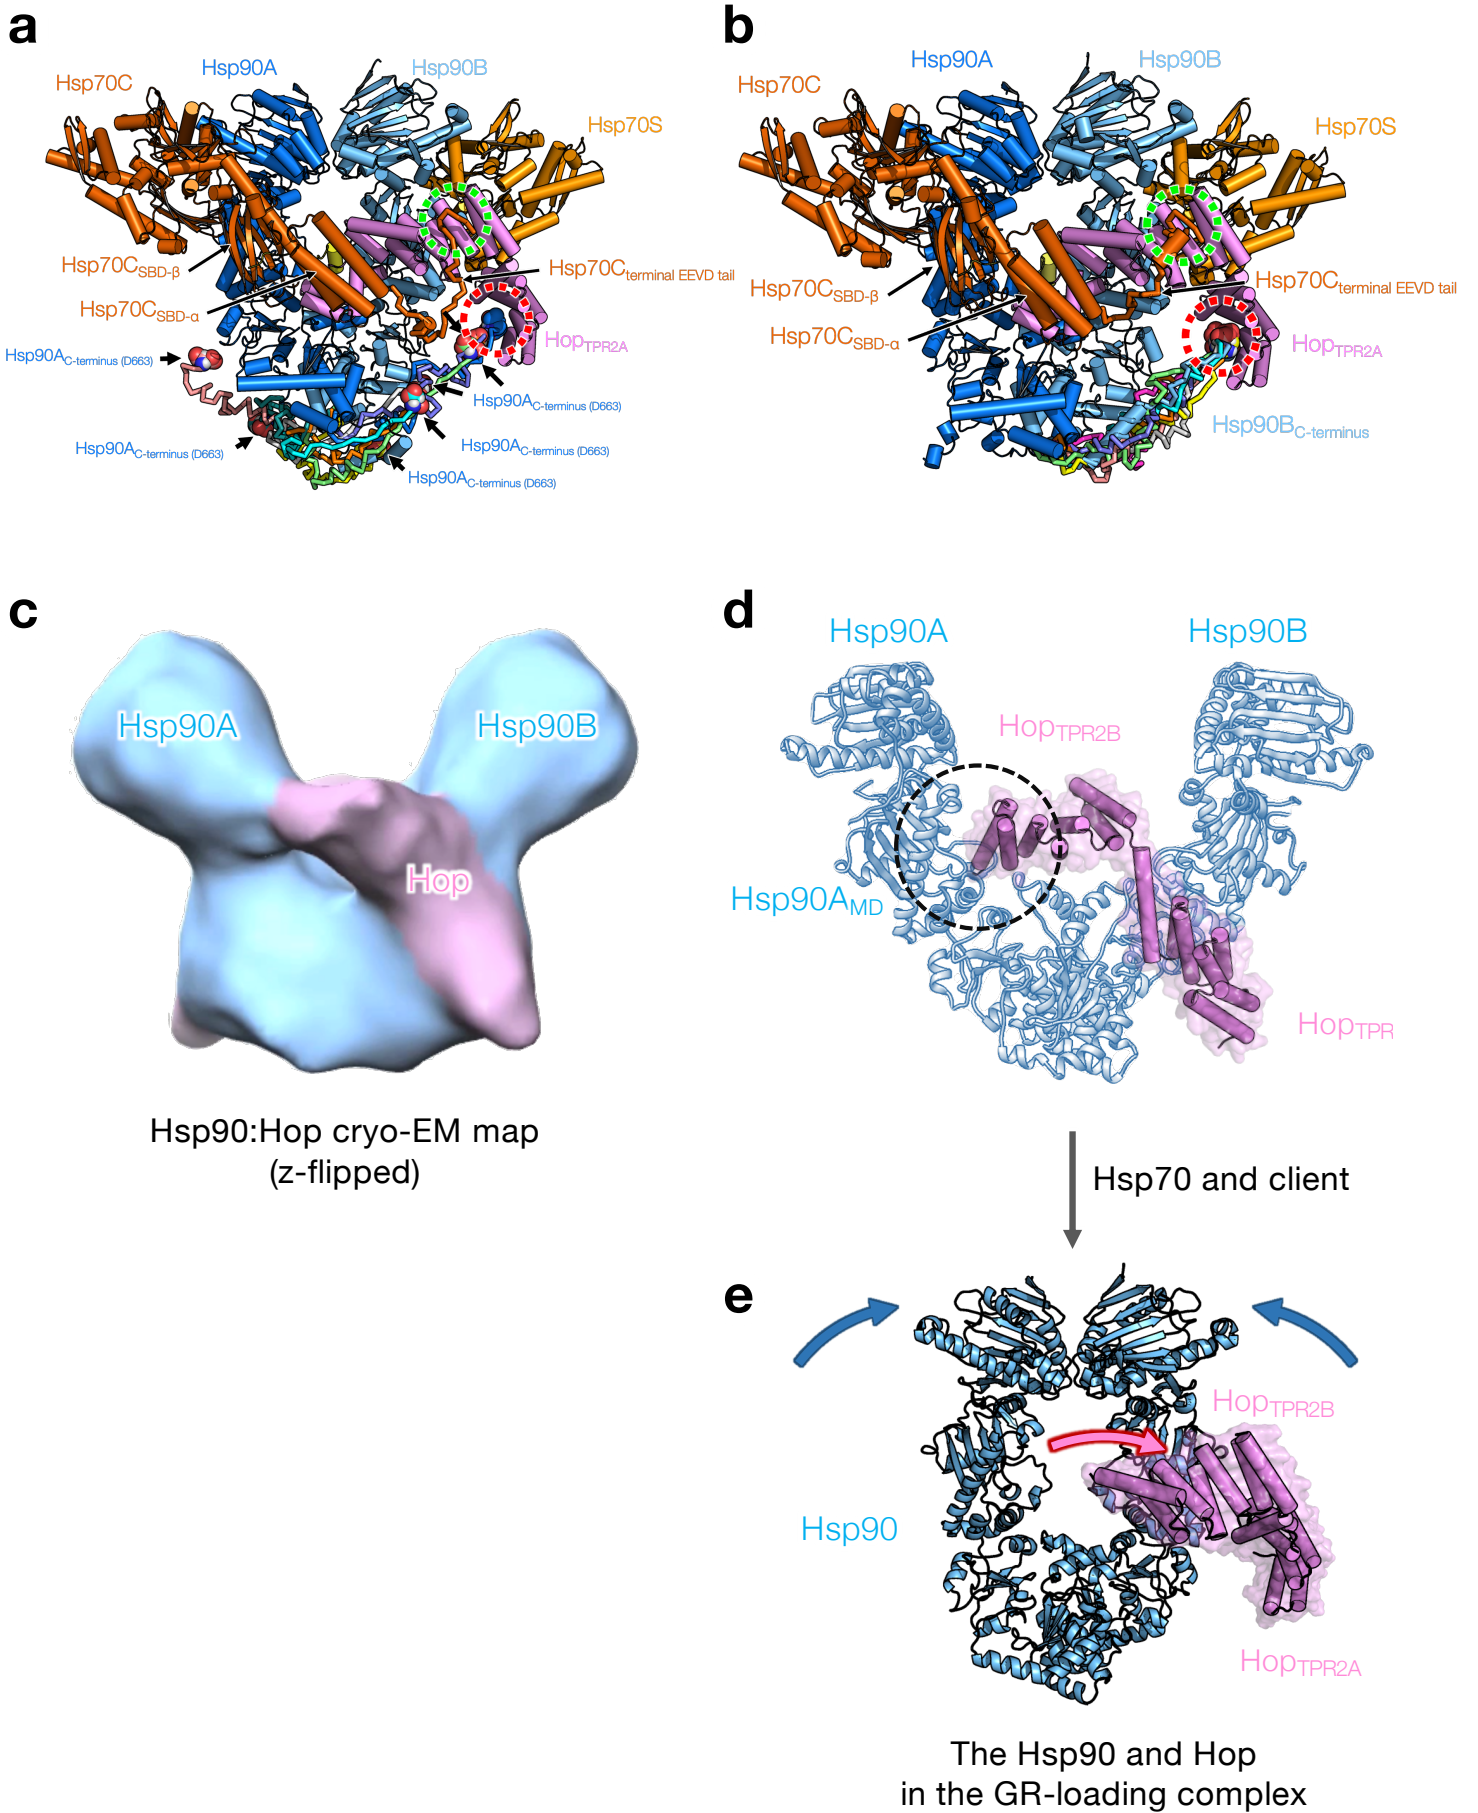 a
Hsp70C
Hsp90A
Hsp90B
Hsp70S
Hsp70CSBD-β
Hsp70CSBD-α
Hsp70Cterminal EEVD tail
HopTPR2A
Hsp90AC-terminus (D663)
Hsp90AC-terminus (D663)
Hsp90AC-terminus (D663)
Hsp90AC-terminus (D663)
Hsp90AC-terminus (D663)
b
Hsp70C
Hsp90A
Hsp90B
Hsp70S
Hsp70CSBD-β
Hsp70CSBD-α
Hsp70Cterminal EEVD tail
HopTPR2A
Hsp90BC-terminus
c
Hsp90A
Hsp90B
Hop
Hsp90:Hop cryo-EM map
(z-flipped)
d
Hsp90A
Hsp90B
HopTPR2B
Hsp90AMD
HopTPR
Hsp70 and client
e
HopTPR2B
Hsp90
HopTPR2A
The Hsp90 and Hop
in the GR-loading complex